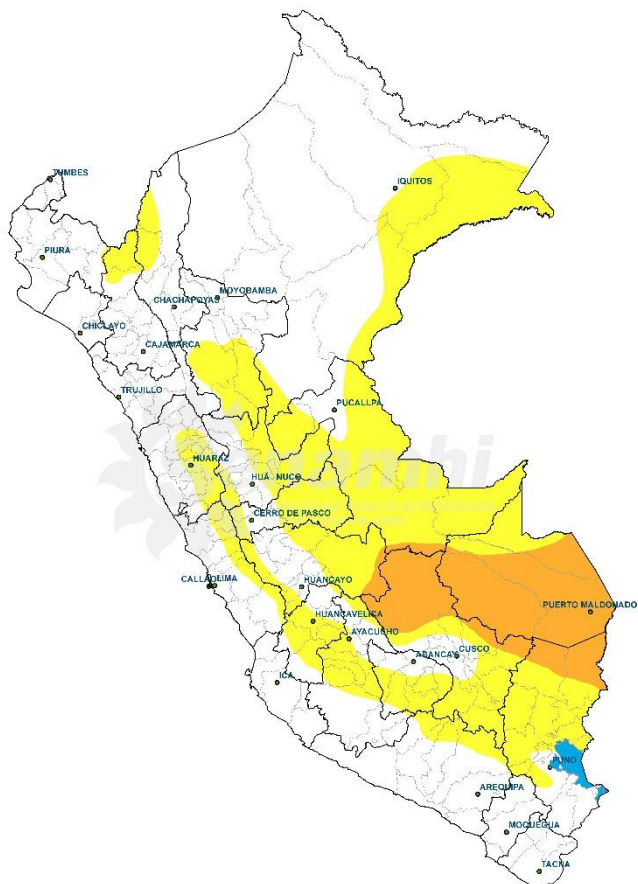 TUMBES
IQUITOS
PIURA
MOYOBAMBA
CHACHAPOYAS
CHICLAYO
CAJAMARCA
TRUJILLO
PUCALLPA
HUARAZ
HUÁNUCO
CERRO DE PASCO
CALLAO
LIMA
HUANCAYO
PUERTO MALDONADO
HUANCAVELICA
AYACUCHO
ABANCAY
CUSCO
ICA
PUNO
AREQUIPA
MOQUEGUA
TACNA